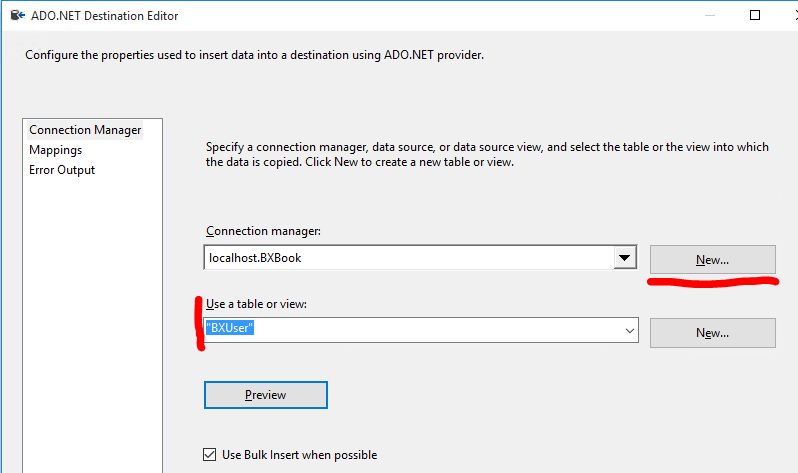 ADO.NET Destination Editor
Configure the properties used to insert data into a destination using ADO.NET provider.
Connection Manager
Mappings
Error Output
Specify a connection manager, data source, or data source view, and select the table or the view into which
the data is copied. Click New to create a new table or view.
Connection manager:
localhost.BXBook
New...
Use a table or view:
"BXUser"
New...
Preview
Use Bulk Insert when possible